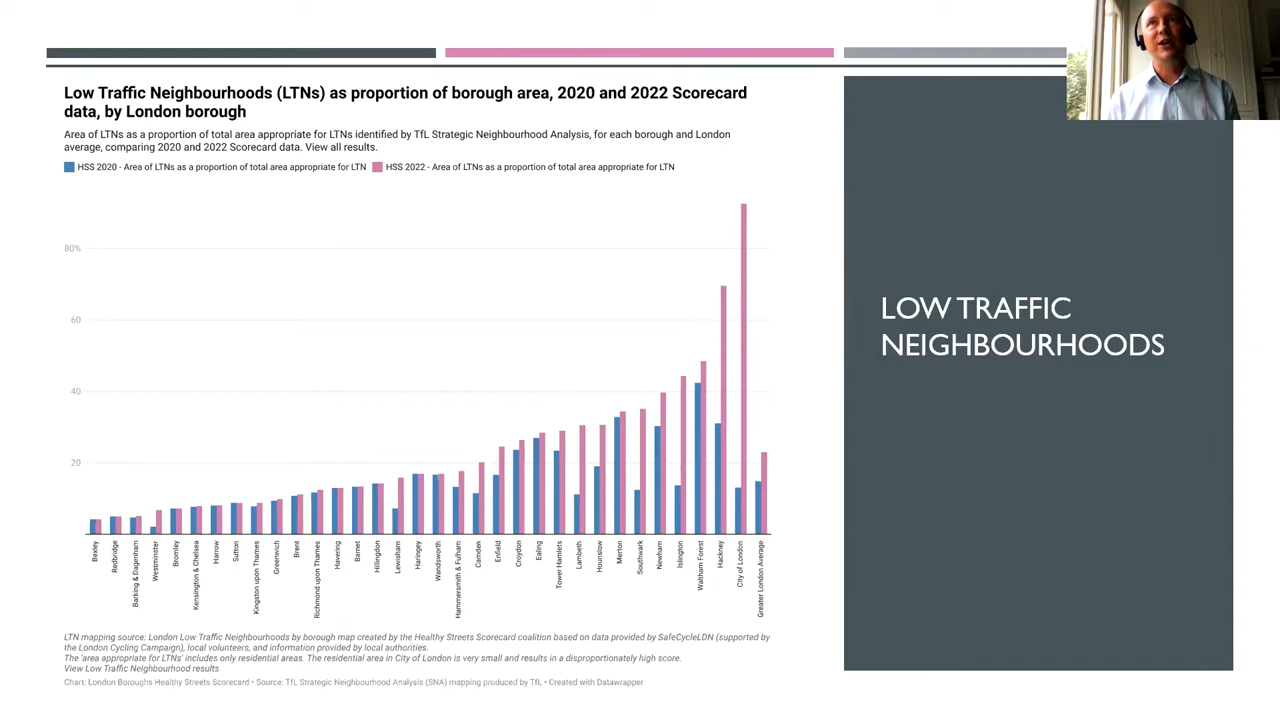 Low Traffic Neighbourhoods (LTNs) as proportion of borough area, 2020 and 2022 Scorecard
data, by London borough
Area of LTNs as a proportion of total area appropriate for LTNs identified by TfL Strategic Neighbourhood Analysis, for each borough and London
average, comparing 2020 and 2022 Scorecard data. View all results.
HSS 2020 - Area of LTNs as a proportion of total area appropriate for LTN
HSS 2022 - Area of LTNs as a proportion of total area appropriate for LTN
80%
60
40
20
Bexley
Redbridge
Barking & Dagenham
Westminster
Bromley
Kensington & Chelsea
Harrow
Sutton
Kingston upon Thames
Greenwich
Brent
Richmond upon Thames
Havering
Barnet
Hillingdon
Lewisham
Haringey
Wandsworth
Hammersmith & Fulham
Camden
Enfield
Croydon
Ealing
Tower Hamlets
Lambeth
Hounslow
Merton
Southwark
Newham
Islington
Waltham Forest
Hackney
City of London
Greater London Average
LTN mapping source: London Low Traffic Neighbourhoods by borough map created by the Healthy Streets Scorecard coalition based on data provided by SafeCycleLDN (supported by
the London Cycling Campaign), local volunteers, and information provided by local authorities.
The 'area appropriate for LTNs' includes only residential areas. The residential area in City of London is very small and results in a disproportionately high score.
View Low Traffic Neighbourhood results
Chart: London Boroughs Healthy Streets Scorecard • Source: TfL Strategic Neighbourhood Analysis (SNA) mapping produced by TfL • Created with Datawrapper
LOW TRAFFIC
NEIGHBOURHOODS